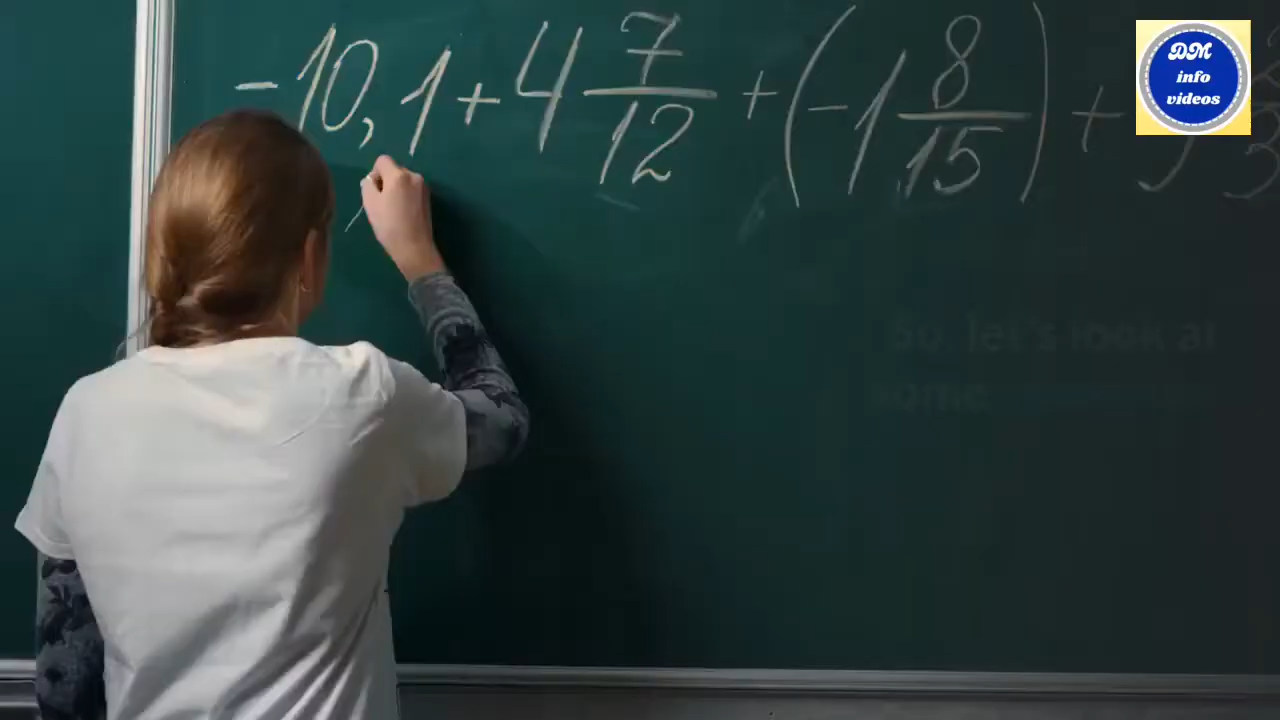 -10,1 + 4 7/12 + (-1 8/15) +
DM
info
videos
So, let's look at
some